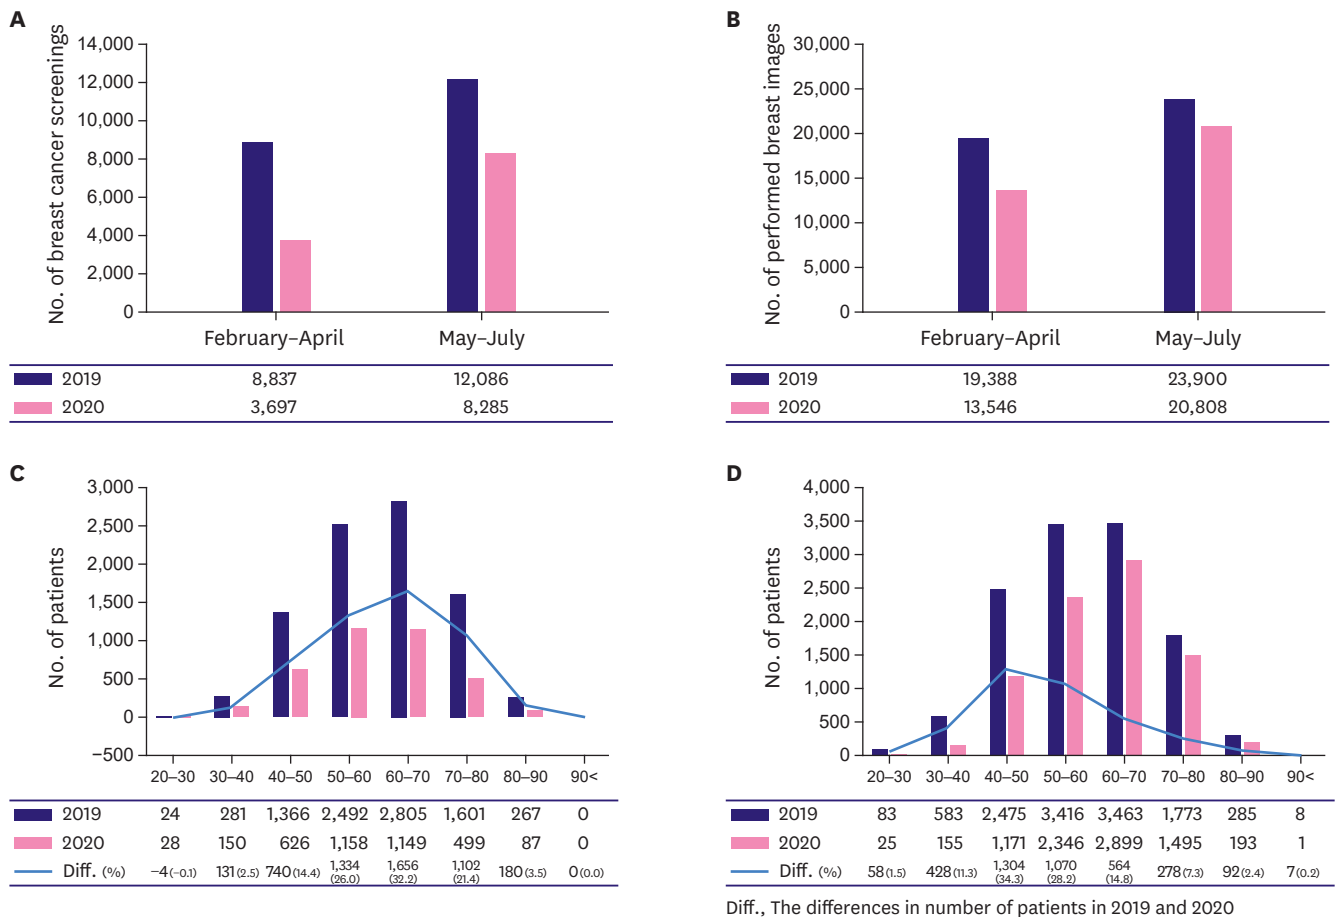 A
No. of breast cancer screenings
14,000
12,000
10,000
8,000
6,000
4,000
2,000
0
February–April May–July
2019 8,837 12,086
2020 3,697 8,285
B
No. of performed breast images
30,000
25,000
20,000
15,000
10,000
5,000
0
February–April May–July
2019 19,388 23,900
2020 13,546 20,808
C
No. of patients
3,000
2,500
2,000
1,500
1,000
500
0
−500
20–30 30–40 40–50 50–60 60–70 70–80 80–90 90<
2019 24 281 1,366 2,492 2,805 1,601 267 0
2020 28 150 626 1,158 1,149 499 87 0
Diff. (%) −4 (−0.1) 131 (2.5) 740 (14.4) 1,334 (26.0) 1,656 (32.2) 1,102 (21.4) 180 (3.5) 0 (0.0)
D
No. of patients
4,000
3,500
3,000
2,500
2,000
1,500
1,000
500
0
20–30 30–40 40–50 50–60 60–70 70–80 80–90 90<
2019 83 583 2,475 3,416 3,463 1,773 285 8
2020 25 155 1,171 2,346 2,899 1,495 193 1
Diff. (%) 58 (1.5) 428 (11.3) 1,304 (34.3) 1,070 (28.2) 564 (14.8) 278 (7.3) 92 (2.4) 7 (0.2)
Diff., The differences in number of patients in 2019 and 2020